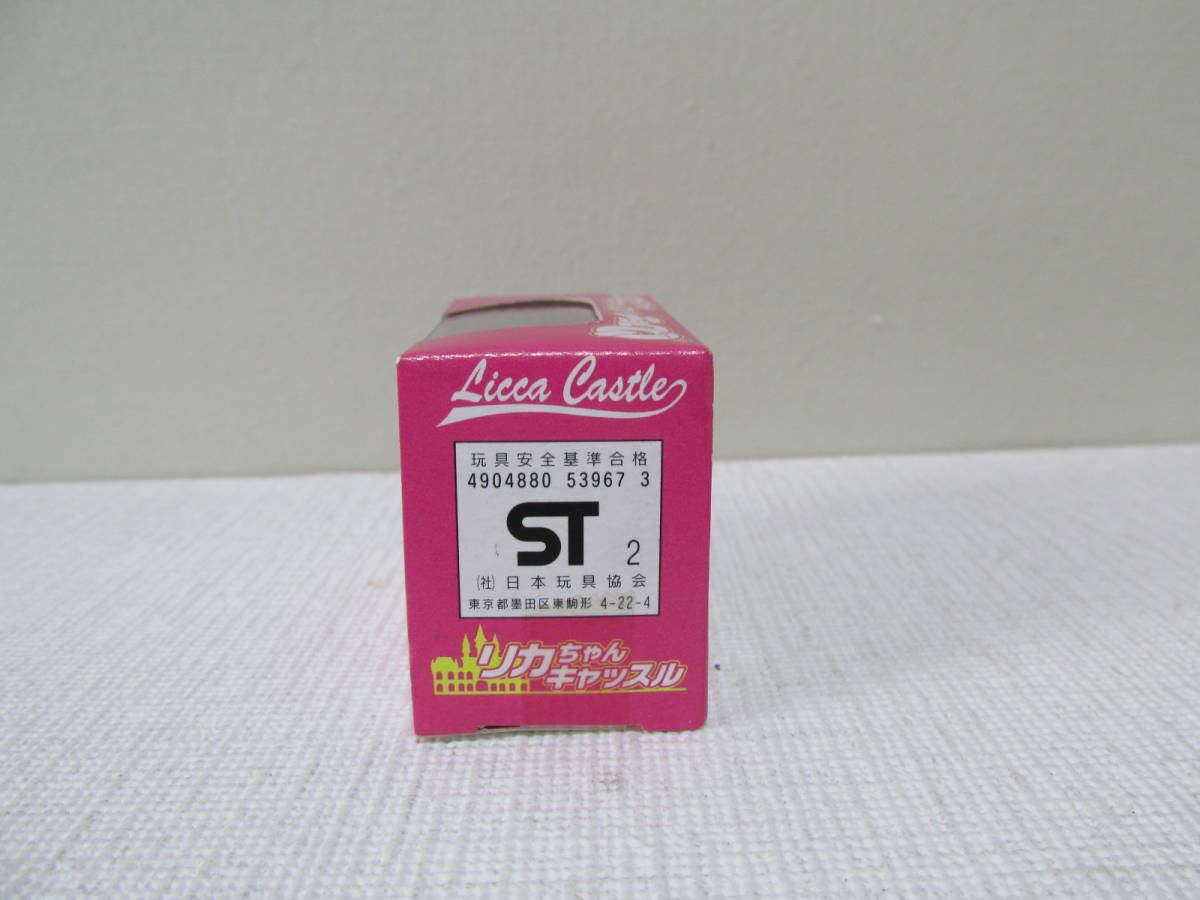 Licca Castle
玩具安全基準合格
4904880 53967 3
ST 2
(社)日本玩具協会
東京都墨田区東駒形 4-22-4
リカちゃん
キャッスル